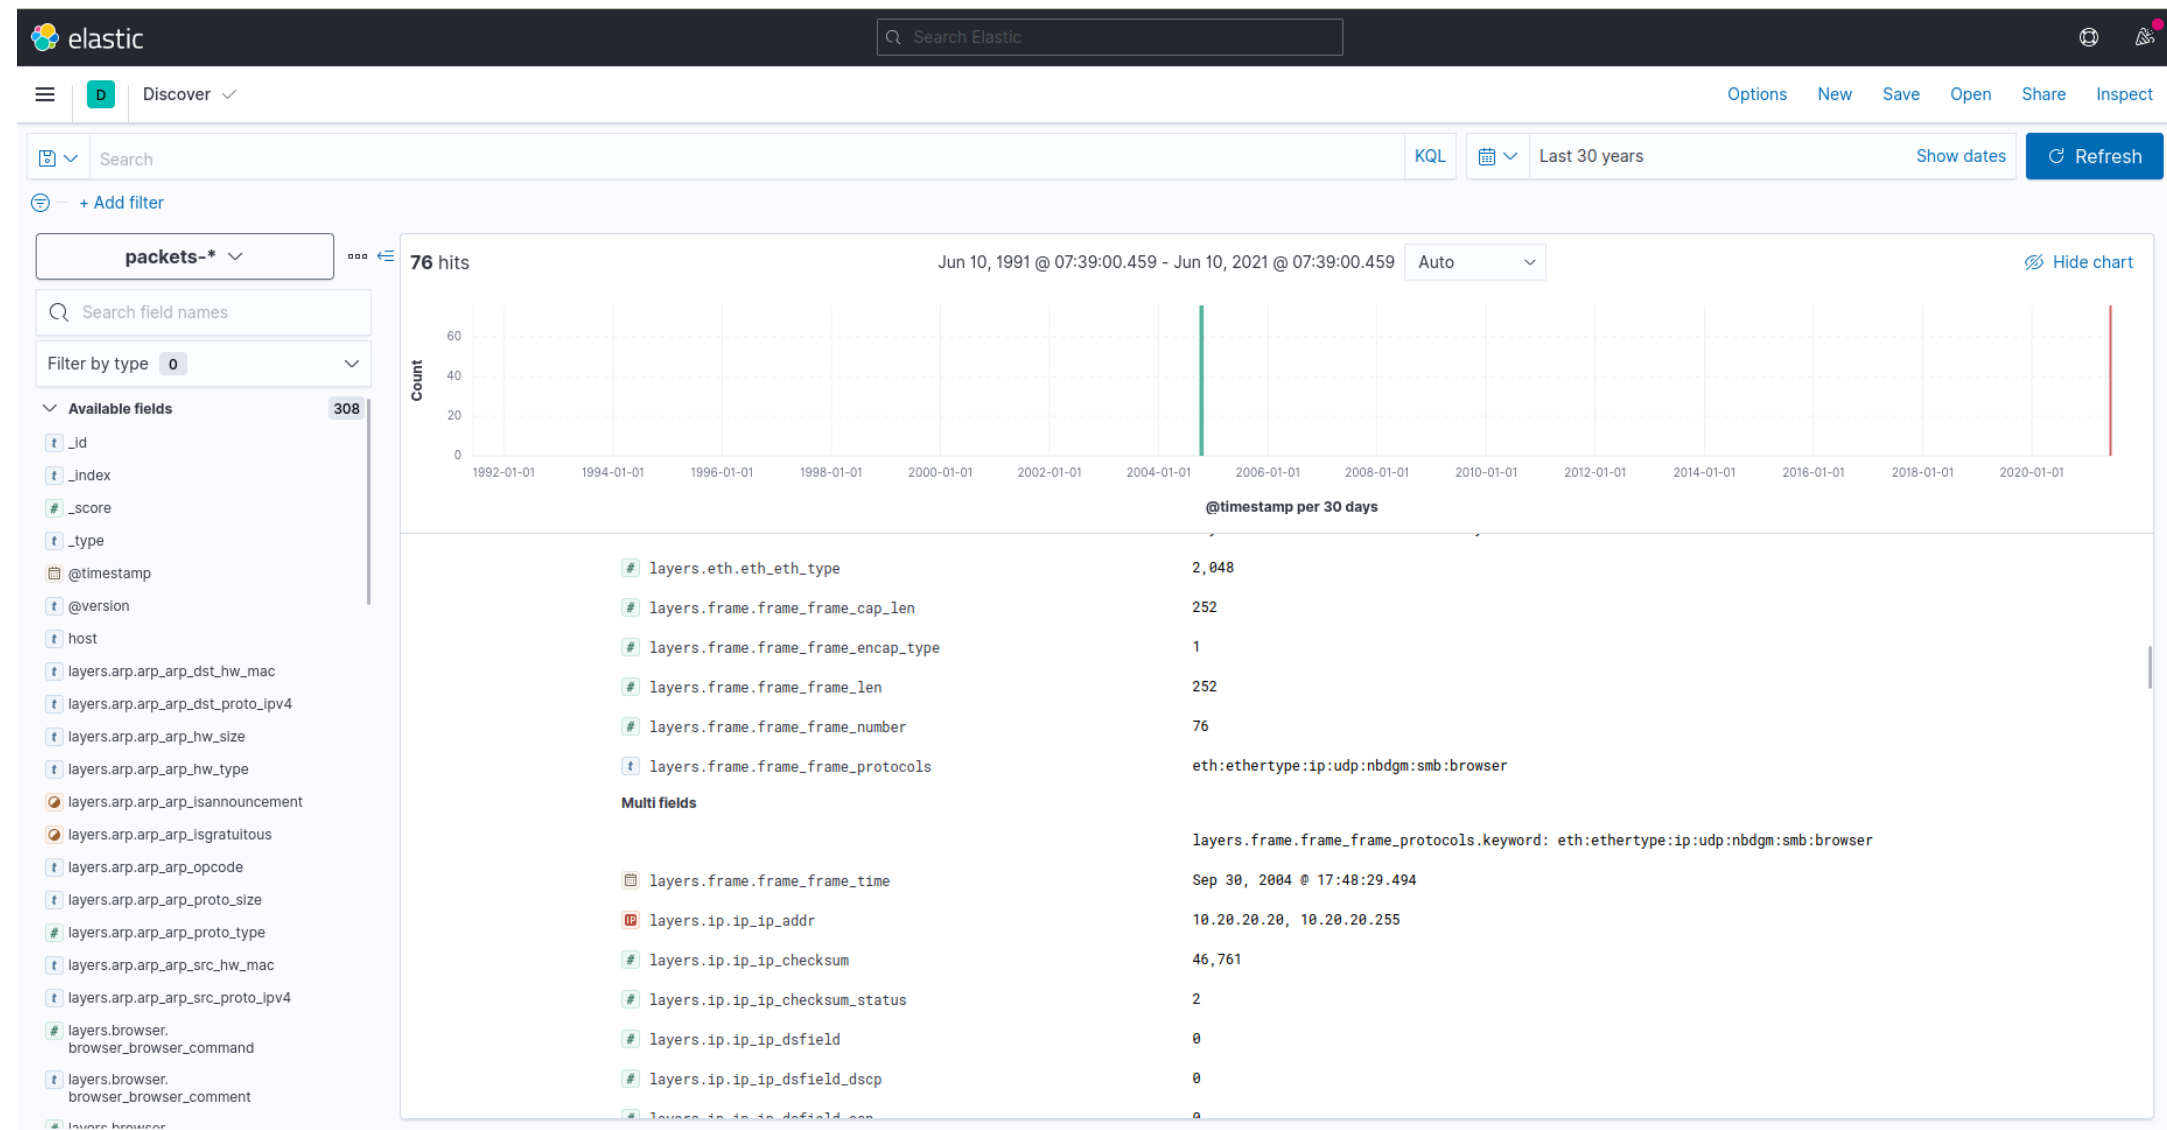 elastic
Search Elastic
D
Discover
Options New Save Open Share Inspect
Search
KQL
Last 30 years
Show dates
Refresh
+ Add filter
packets-*
Search field names
Filter by type 0
Available fields 308
t _id
t _index
# _score
t _type
@timestamp
t @version
t host
t layers.arp.arp_arp_dst_hw_mac
t layers.arp.arp_arp_dst_proto_ipv4
t layers.arp.arp_arp_hw_size
t layers.arp.arp_arp_hw_type
layers.arp.arp_arp_isannouncement
layers.arp.arp_arp_isgratuitous
t layers.arp.arp_arp_opcode
t layers.arp.arp_arp_proto_size
# layers.arp.arp_arp_proto_type
t layers.arp.arp_arp_src_hw_mac
t layers.arp.arp_arp_src_proto_ipv4
# layers.browser.
browser_browser_command
t layers.browser.
browser_browser_comment
# layers.browser.
76 hits
Jun 10, 1991 @ 07:39:00.459 - Jun 10, 2021 @ 07:39:00.459
Auto
Hide chart
Count
60
40
20
0
1992-01-01 1994-01-01 1996-01-01 1998-01-01 2000-01-01 2002-01-01 2004-01-01 2006-01-01 2008-01-01 2010-01-01 2012-01-01 2014-01-01 2016-01-01 2018-01-01 2020-01-01
@timestamp per 30 days
# layers.eth.eth_eth_type 2,048
# layers.frame.frame_frame_cap_len 252
# layers.frame.frame_frame_encap_type 1
# layers.frame.frame_frame_len 252
# layers.frame.frame_frame_number 76
t layers.frame.frame_frame_protocols eth:ethertype:ip:udp:nbdgm:smb:browser
Multi fields
layers.frame.frame_frame_protocols.keyword: eth:ethertype:ip:udp:nbdgm:smb:browser
layers.frame.frame_frame_time Sep 30, 2004 @ 17:48:29.494
IP layers.ip.ip_ip_addr 10.20.20.20, 10.20.20.255
# layers.ip.ip_ip_checksum 46,761
# layers.ip.ip_ip_checksum_status 2
# layers.ip.ip_ip_dsfield 0
# layers.ip.ip_ip_dsfield_dscp 0
# layers.ip.ip_ip_dsfield_ecn 0